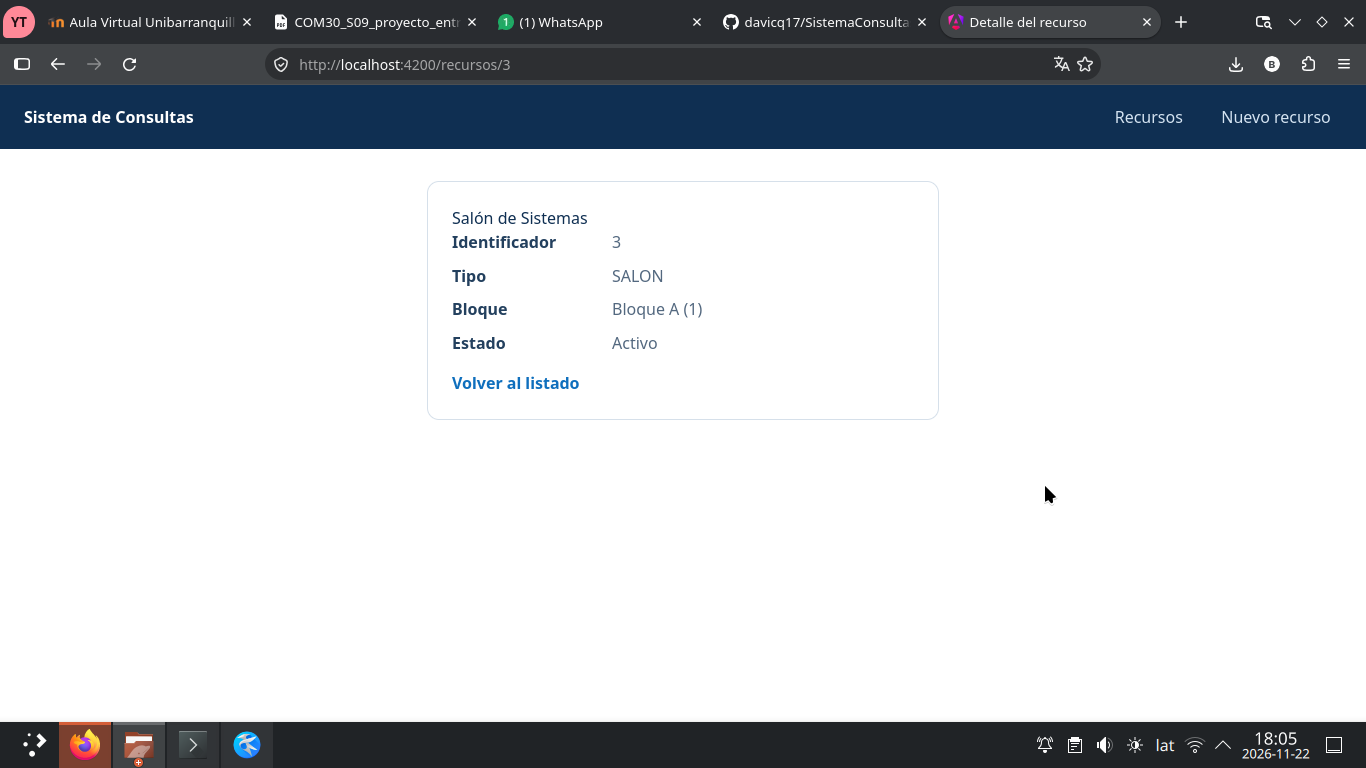 YT
Aula Virtual Unibarranquill
COM30_S09_proyecto_entr
(1) WhatsApp
davicq17/SistemaConsulta
Detalle del recurso
http://localhost:4200/recursos/3
Sistema de Consultas
Recursos
Nuevo recurso
Salón de Sistemas
Identificador 3
Tipo SALON
Bloque Bloque A (1)
Estado Activo
Volver al listado
lat
18:05
2026-11-22